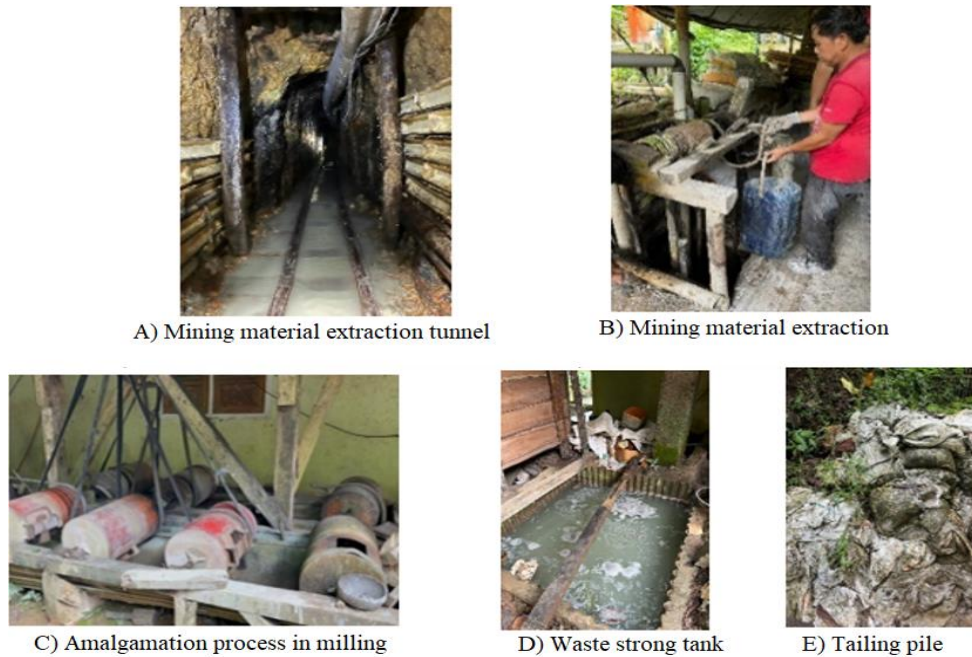 A) Mining material extraction tunnel
B) Mining material extraction
C) Amalgamation process in milling
D) Waste strong tank
E) Tailing pile